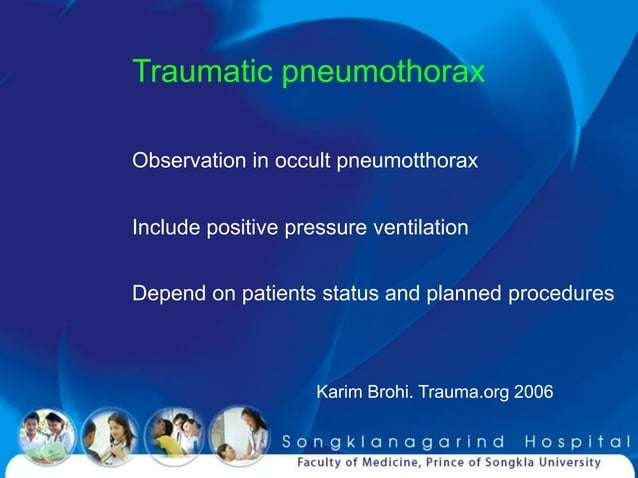 Traumatic pneumothorax
Observation in occult pneumotthorax
Include positive pressure ventilation
Depend on patients status and planned procedures
Karim Brohi. Trauma.org 2006
Songklanagarind Hospital
Faculty of Medicine, Prince of Songkla University